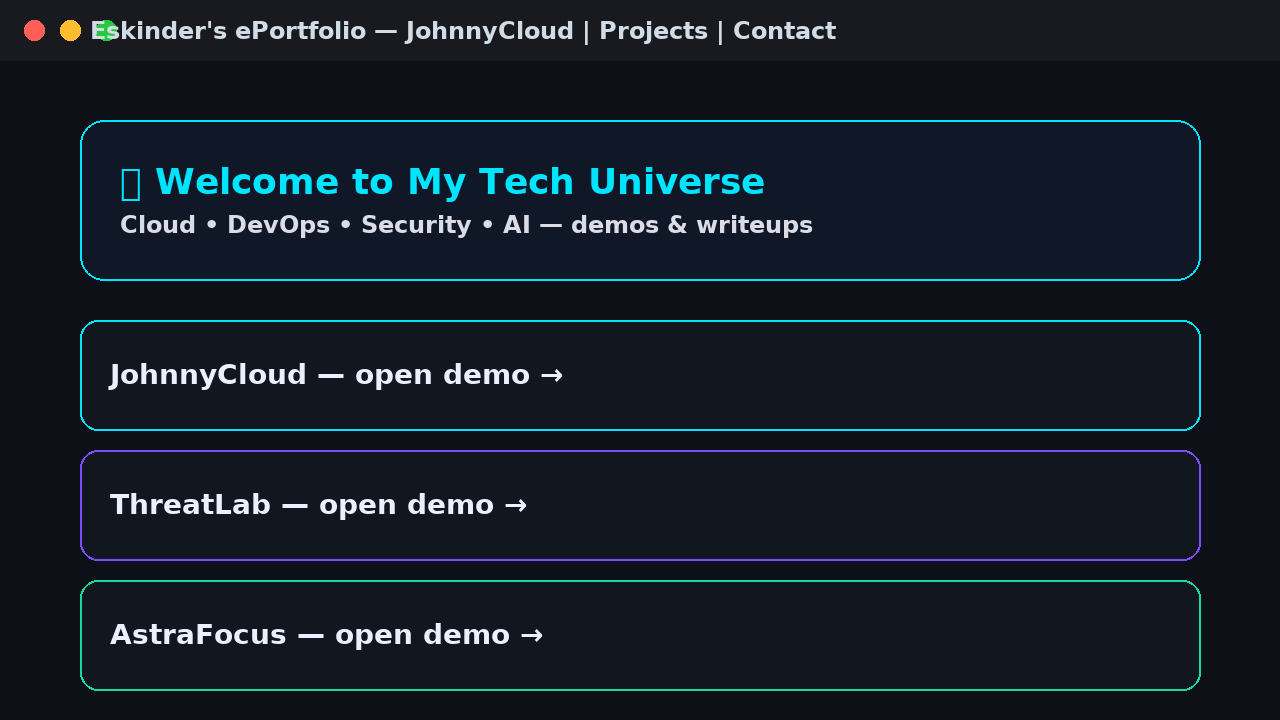 Eskinder's ePortfolio — JohnnyCloud | Projects | Contact
Welcome to My Tech Universe
Cloud • DevOps • Security • AI — demos & writeups
JohnnyCloud — open demo →
ThreatLab — open demo →
AstraFocus — open demo →